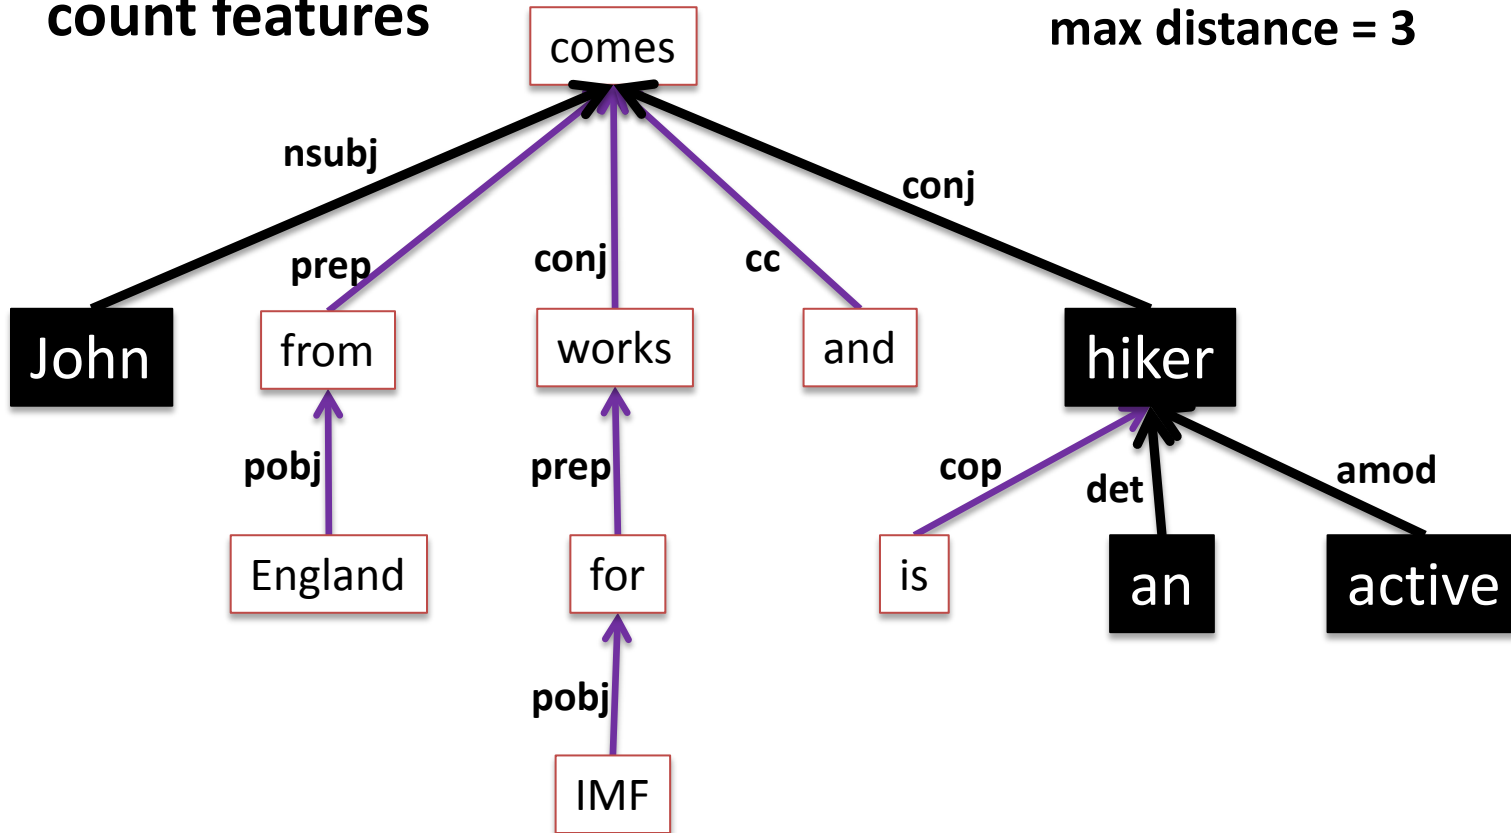 count features
max distance = 3
comes
nsubj
conj
prep
conj
cc
John
from
works
and
hiker
pobj
prep
cop
det
amod
England
for
is
an
active
pobj
IMF